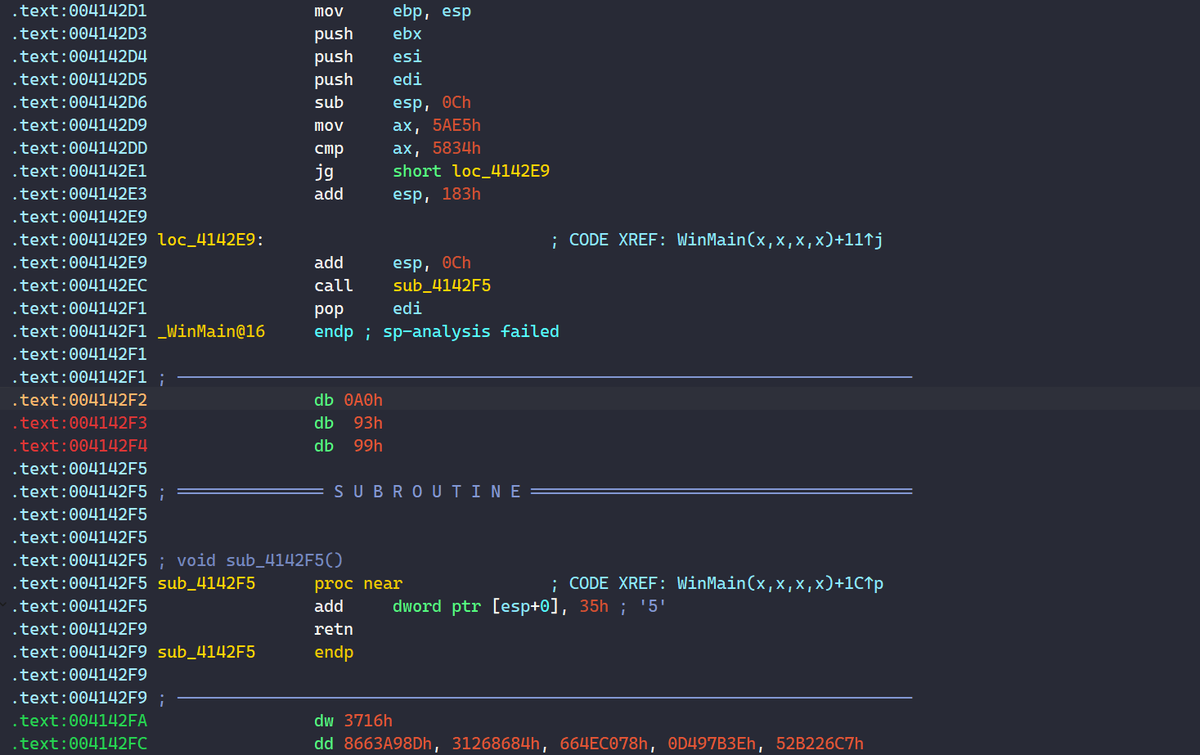 .text:004142D1 mov ebp, esp
.text:004142D3 push ebx
.text:004142D4 push esi
.text:004142D5 push edi
.text:004142D6 sub esp, 0Ch
.text:004142D9 mov ax, 5AE5h
.text:004142DD cmp ax, 5834h
.text:004142E1 jg short loc_4142E9
.text:004142E3 add esp, 183h
.text:004142E9
.text:004142E9 loc_4142E9: ; CODE XREF: WinMain(x,x,x,x)+11↑j
.text:004142E9 add esp, 0Ch
.text:004142EC call sub_4142F5
.text:004142F1 pop edi
.text:004142F1 _WinMain@16 endp ; sp-analysis failed
.text:004142F1
.text:004142F1 ;
.text:004142F2 db 0A0h
.text:004142F3 db 93h
.text:004142F4 db 99h
.text:004142F5
.text:004142F5 ; S U B R O U T I N E
.text:004142F5
.text:004142F5
.text:004142F5 ; void sub_4142F5()
.text:004142F5 sub_4142F5 proc near ; CODE XREF: WinMain(x,x,x,x)+1C↑p
.text:004142F5 add dword ptr [esp+0], 35h ; '5'
.text:004142F9 retn
.text:004142F9 sub_4142F5 endp
.text:004142F9
.text:004142F9 ;
.text:004142FA dw 3716h
.text:004142FC dd 8663A98Dh, 31268684h, 664EC078h, 0D497B3Eh, 52B226C7h